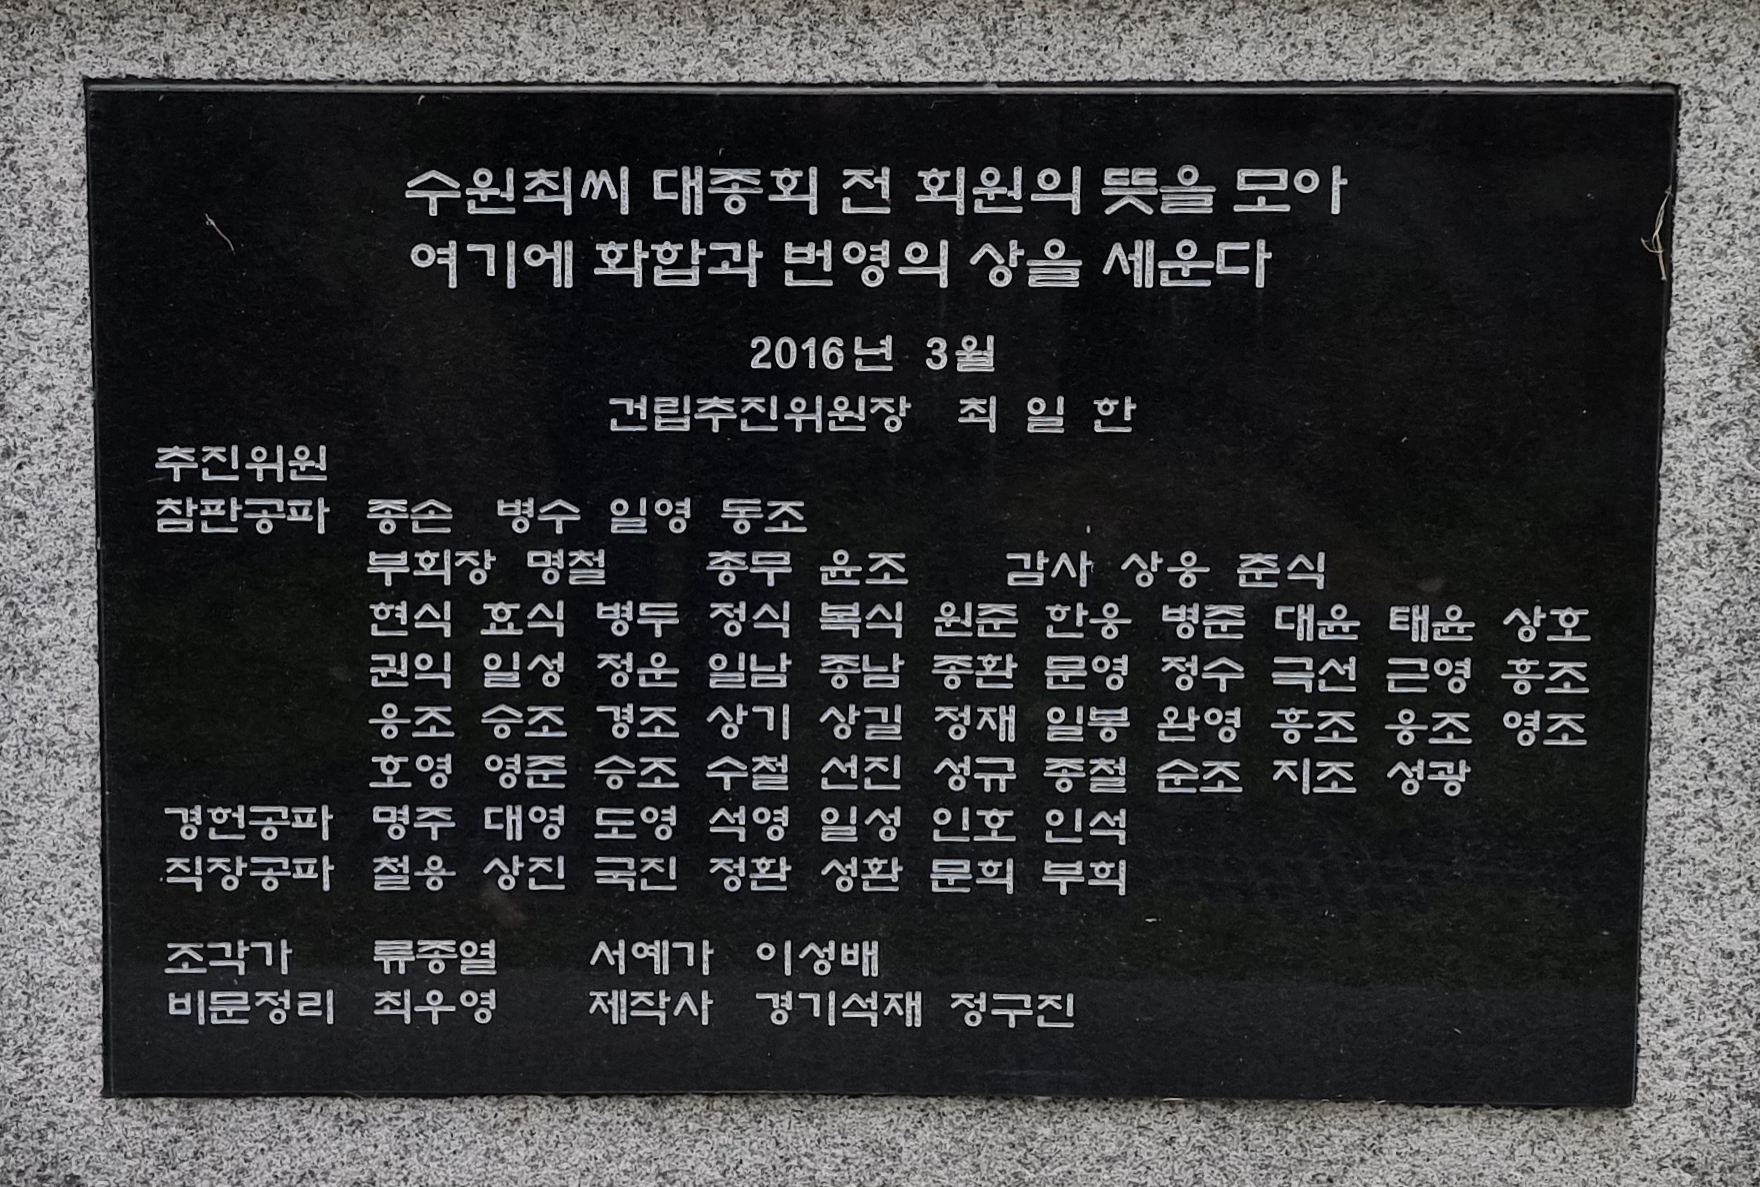 수원최씨 대종회 전 회원의 뜻을 모아
여기에 화합과 번영의 상을 세운다
2016년 3월
건립추진위원장 최 일 한
추진위원
참판공파 종손 병수 일영 동조
부회장 명철 총무 윤조 감사 상응 춘식
현식 효식 병두 정식 복식 원준 한웅 병준 대윤 태윤 상호
권익 일성 정운 일남 종남 종환 문영 정수 국선 근영 흥조
응조 승조 경조 상기 상길 정재 일봉 완영 흥조 웅조 영조
호영 영준 승조 수철 선진 성규 종철 순조 지조 성광
경헌공파 명주 대영 도영 석영 일성 인호 인석
직장공파 철웅 상진 국진 정환 성환 문희 부희
조각가 류종열 서예가 이성배
비문정리 최우영 제작사 경기석재 정구진